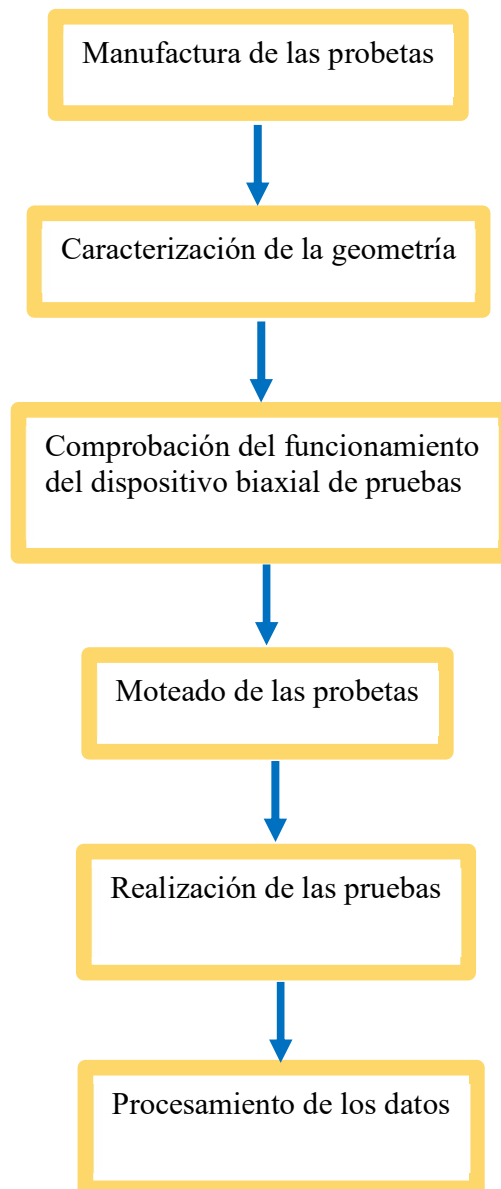 Manufactura de las probetas
Caracterización de la geometría
Comprobación del funcionamiento
del dispositivo biaxial de pruebas
Moteado de las probetas
Realización de las pruebas
Procesamiento de los datos